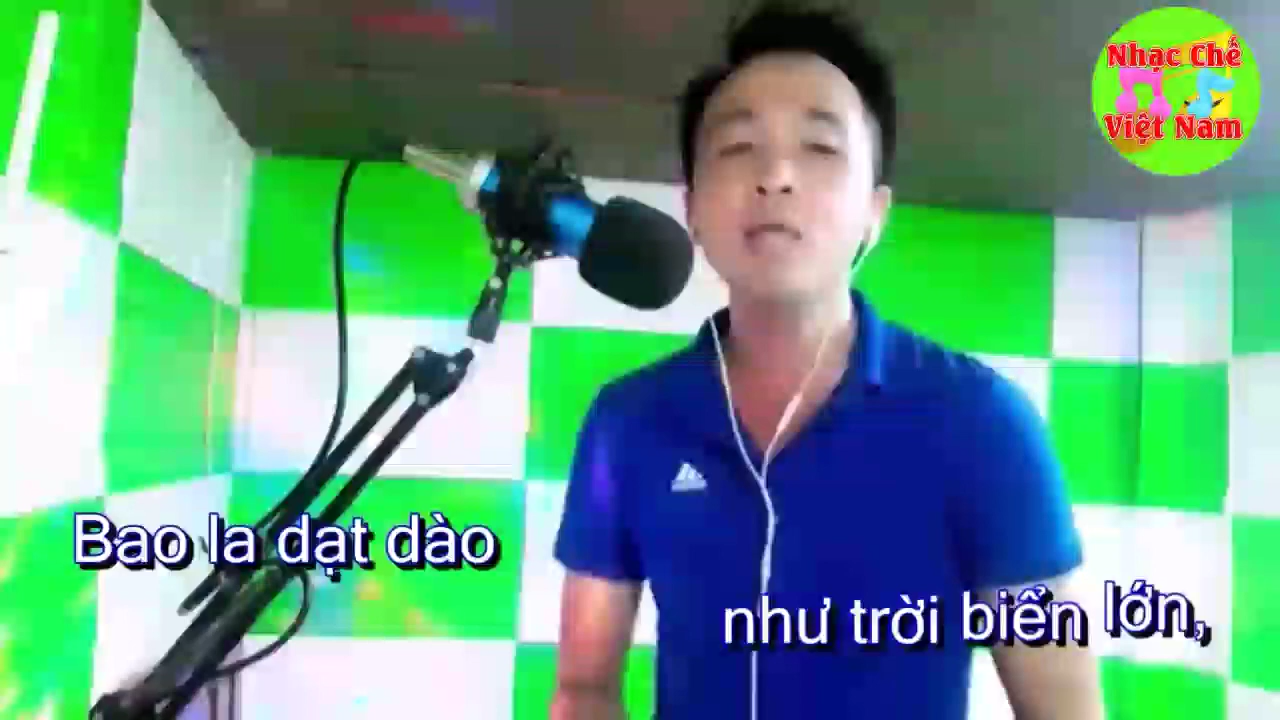 Nhạc Chế
Việt Nam
Bao la dạt dào
như trời biển lớn,